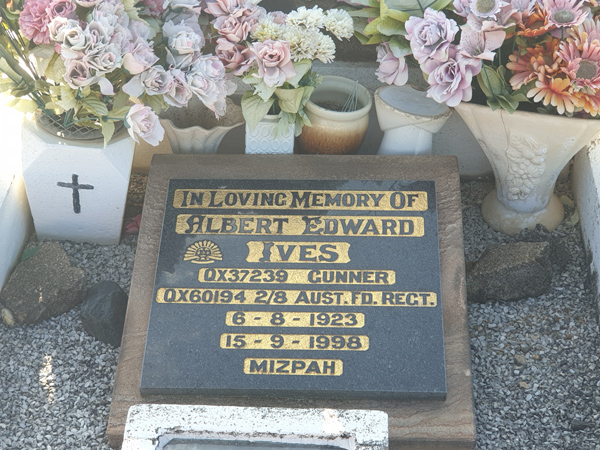 IN LOVING MEMORY OF
ALBERT EDWARD
IVES
QX37239 GUNNER
QX60194 2/8 AUST. FD. REGT.
6 - 8 - 1923
15 - 9 - 1998
MIZPAH